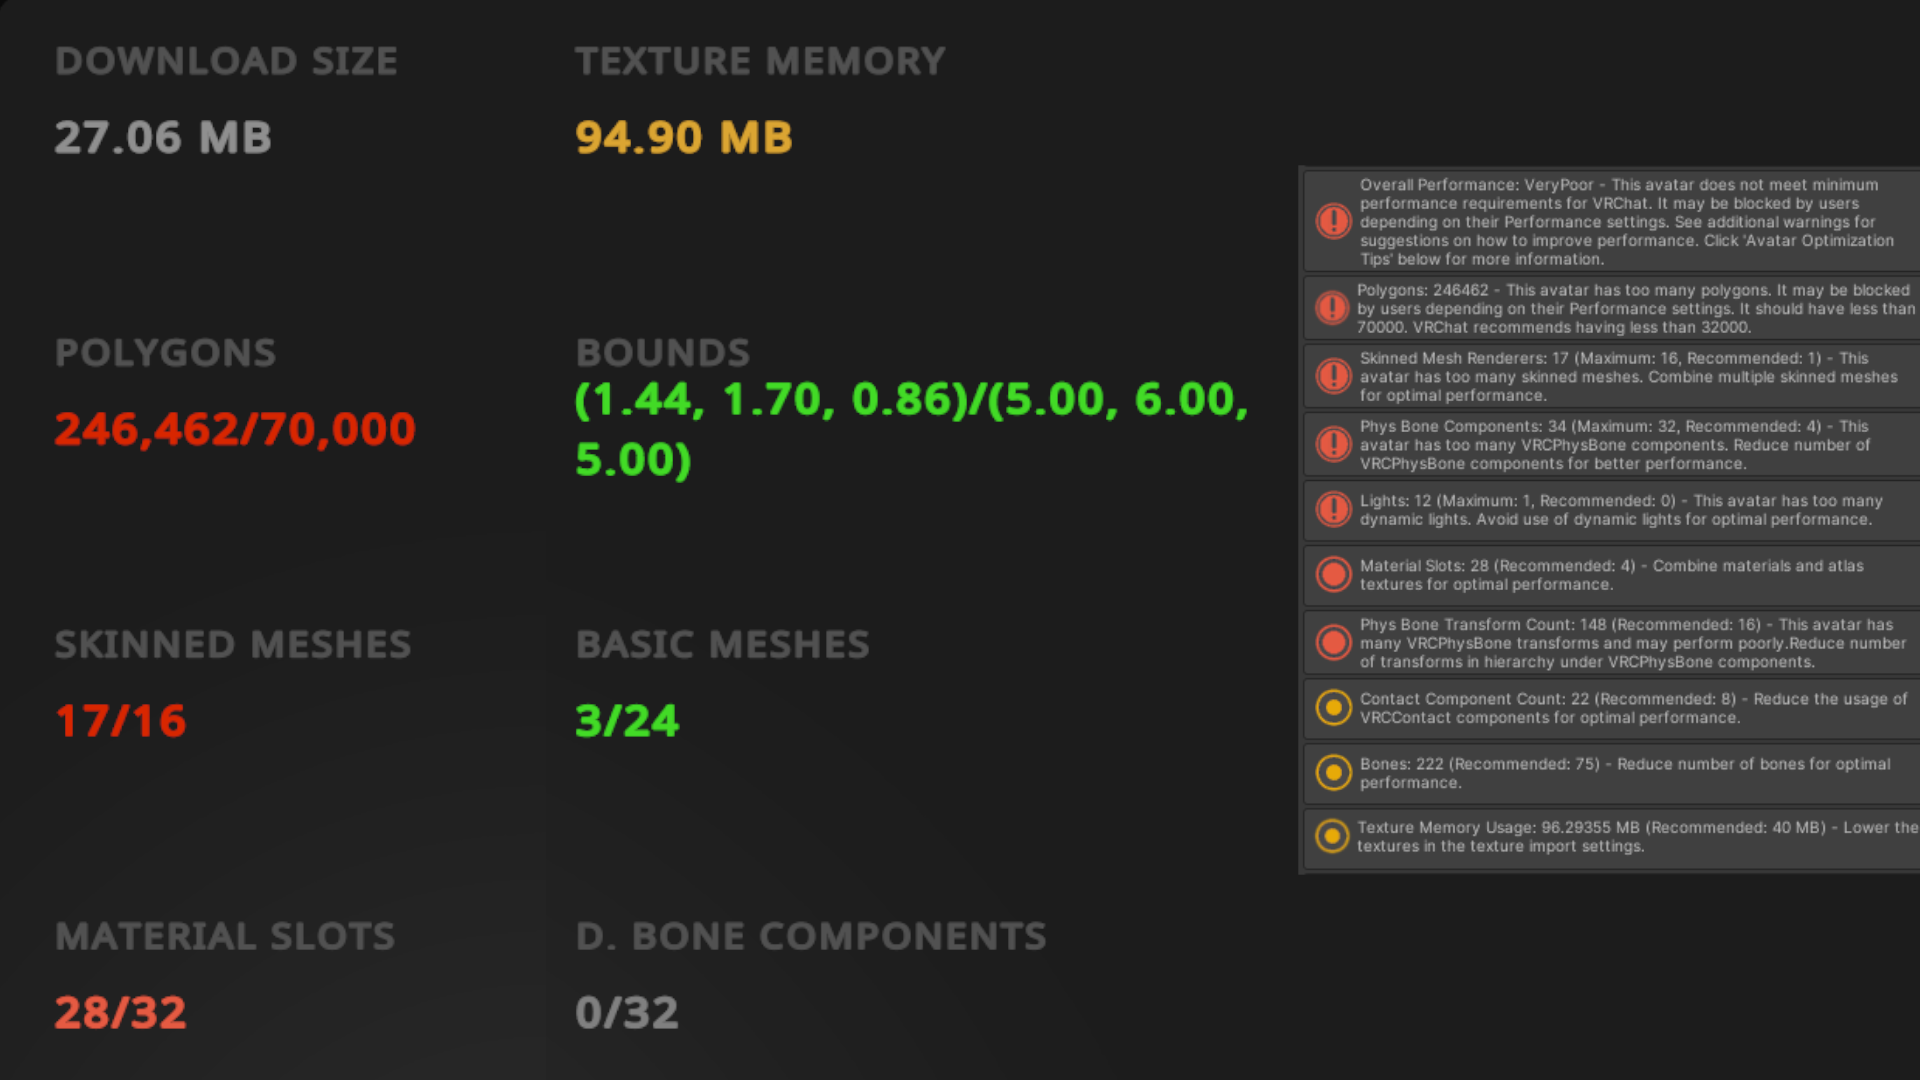 DOWNLOAD SIZE
27.06 MB
TEXTURE MEMORY
94.90 MB
POLYGONS
246,462/70,000
BOUNDS
(1.44, 1.70, 0.86)/(5.00, 6.00,
5.00)
SKINNED MESHES
17/16
BASIC MESHES
3/24
MATERIAL SLOTS
28/32
D. BONE COMPONENTS
0/32
Overall Performance: VeryPoor - This avatar does not meet minimum
performance requirements for VRChat. It may be blocked by users
depending on their Performance settings. See additional warnings for
suggestions on how to improve performance. Click 'Avatar Optimization
Tips' below for more information.
Polygons: 246462 - This avatar has too many polygons. It may be blocked
by users depending on their Performance settings. It should have less than
70000. VRChat recommends having less than 32000.
Skinned Mesh Renderers: 17 (Maximum: 16, Recommended: 1) - This
avatar has too many skinned meshes. Combine multiple skinned meshes
for optimal performance.
Phys Bone Components: 34 (Maximum: 32, Recommended: 4) - This
avatar has too many VRCPhysBone components. Reduce number of
VRCPhysBone components for better performance.
Lights: 12 (Maximum: 1, Recommended: 0) - This avatar has too many
dynamic lights. Avoid use of dynamic lights for optimal performance.
Material Slots: 28 (Recommended: 4) - Combine materials and atlas
textures for optimal performance.
Phys Bone Transform Count: 148 (Recommended: 16) - This avatar has
many VRCPhysBone transforms and may perform poorly.Reduce number
of transforms in hierarchy under VRCPhysBone components.
Contact Component Count: 22 (Recommended: 8) - Reduce the usage of
VRCContact components for optimal performance.
Bones: 222 (Recommended: 75) - Reduce number of bones for optimal
performance.
Texture Memory Usage: 96.29355 MB (Recommended: 40 MB) - Lower the
textures in the texture import settings.